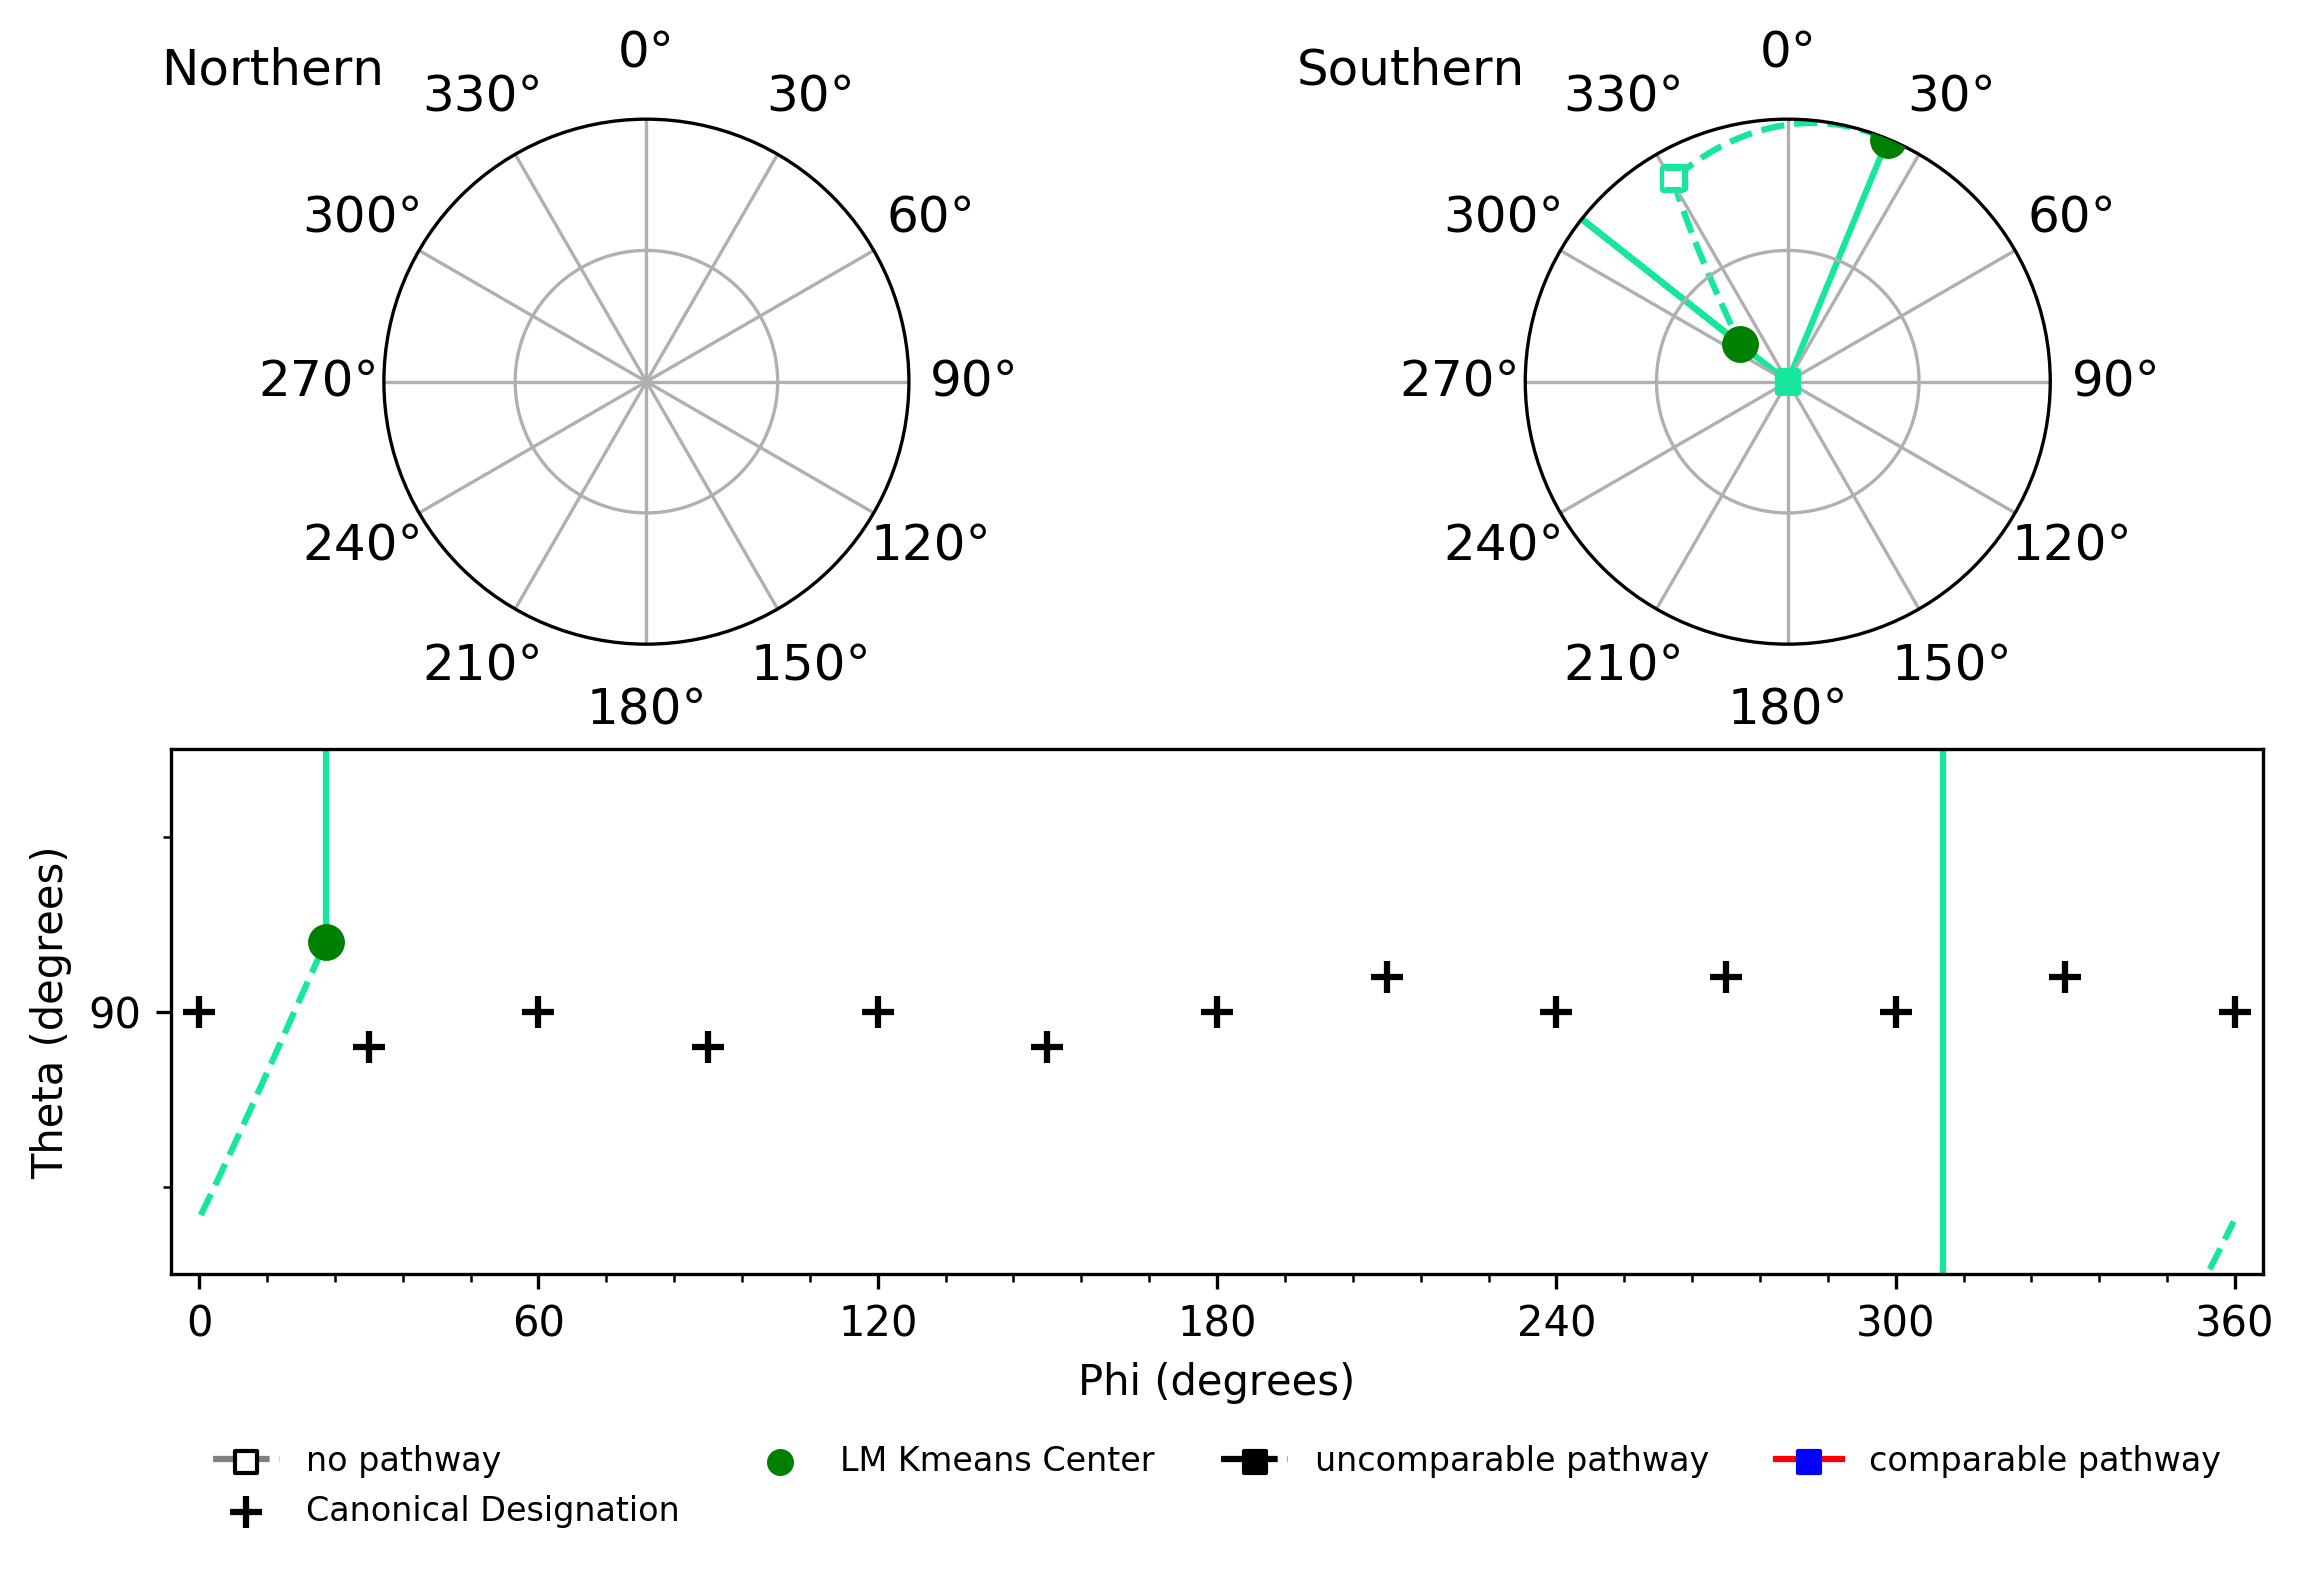 Northern
0°
30°
60°
90°
120°
150°
180°
210°
240°
270°
300°
330°
Southern
0°
30°
60°
90°
120°
150°
180°
210°
240°
270°
300°
330°
Theta (degrees)
90
0 60 120 180 240 300 360
Phi (degrees)
no pathway
Canonical Designation
LM Kmeans Center
uncomparable pathway
comparable pathway